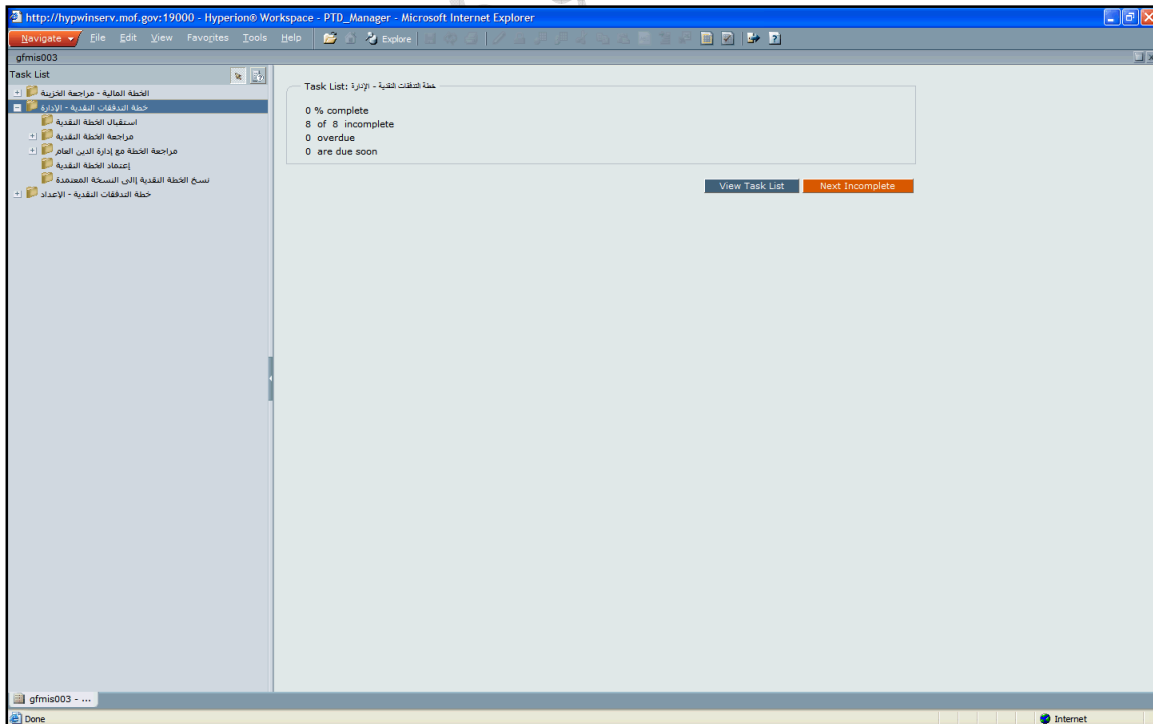 http://hypwinserv.mof.gov:19000 - Hyperion® Workspace - PTD_Manager - Microsoft Internet Explorer
Navigate File Edit View Favorites Tools Help Explore
gfmis003
Task List
الخطة المالية - مراجعة الخزينة
خطة التدفقات النقدية - الإدارة
استقبال الخطة النقدية
مراجعة الخطة النقدية
مراجعة الخطة مع إدارة الدين العام
إعتماد الخطة النقدية
نسخ الخطة النقدية إالى النسخة المعتمدة
خطة التدفقات النقدية - الإعداد
Task List: خطة التدفقات النقدية - الإدارة
0 % complete
8 of 8 incomplete
0 overdue
0 are due soon
View Task List Next Incomplete
gfmis003 - ...
Done Internet